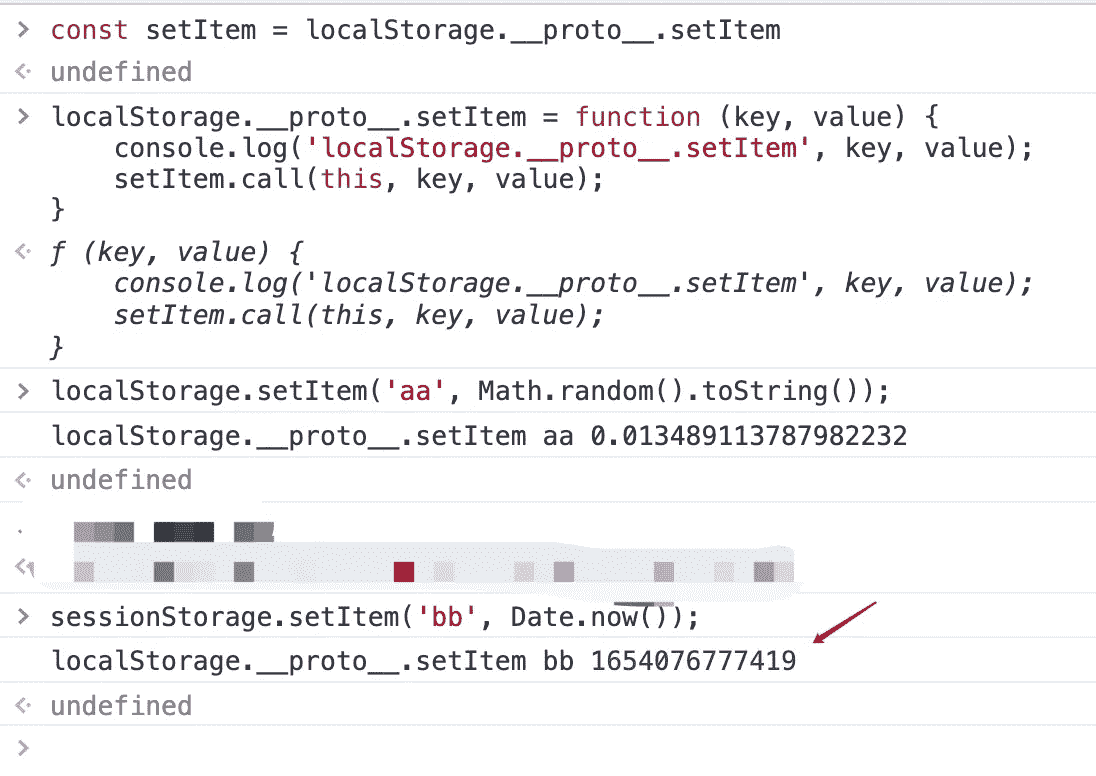 > const setItem = localStorage.__proto__.setItem
undefined
> localStorage.__proto__.setItem = function (key, value) {
console.log('localStorage.__proto__.setItem', key, value);
setItem.call(this, key, value);
}
ƒ (key, value) {
console.log('localStorage.__proto__.setItem', key, value);
setItem.call(this, key, value);
}
> localStorage.setItem('aa', Math.random().toString());
localStorage.__proto__.setItem aa 0.013489113787982232
undefined
> sessionStorage.setItem('bb', Date.now());
localStorage.__proto__.setItem bb 1654076777419
undefined
>